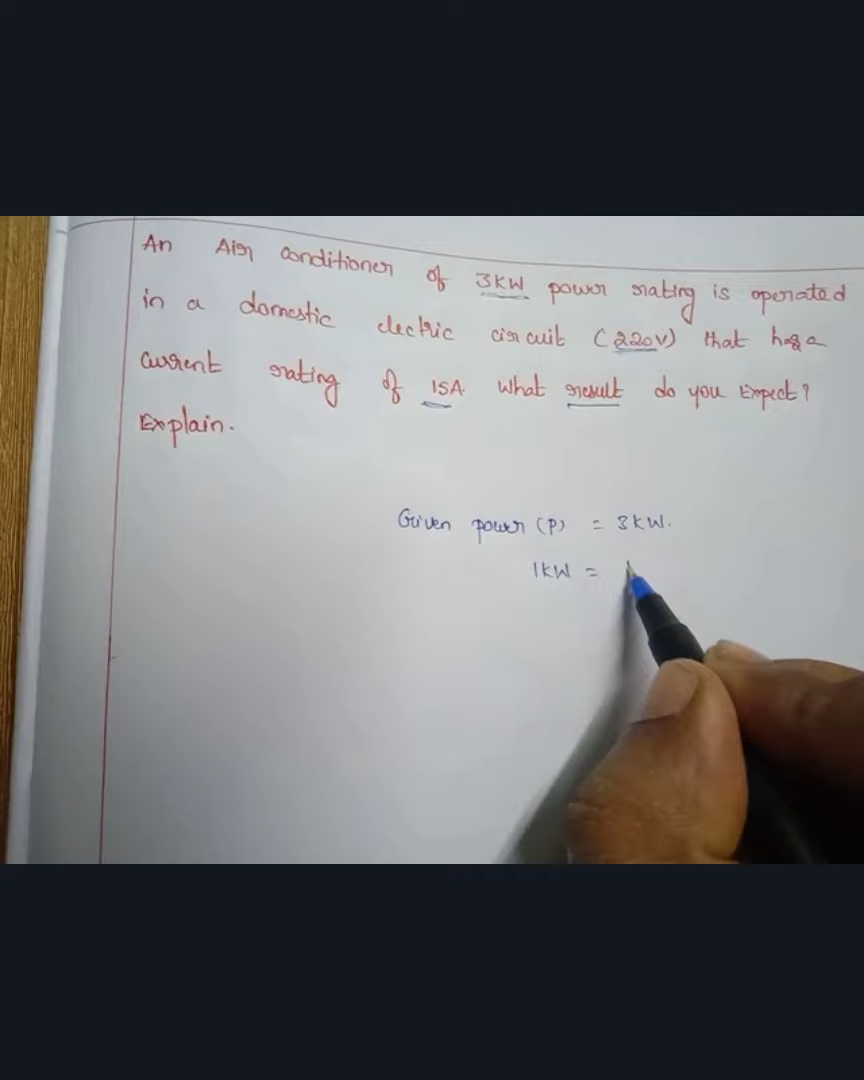 An Air conditioner of 3KW power rating is operated
in a domestic electric circuit (220V) that has a
current rating of 15A. What result do you Expect?
Explain.
Given power (P) = 3KW.
1KW =